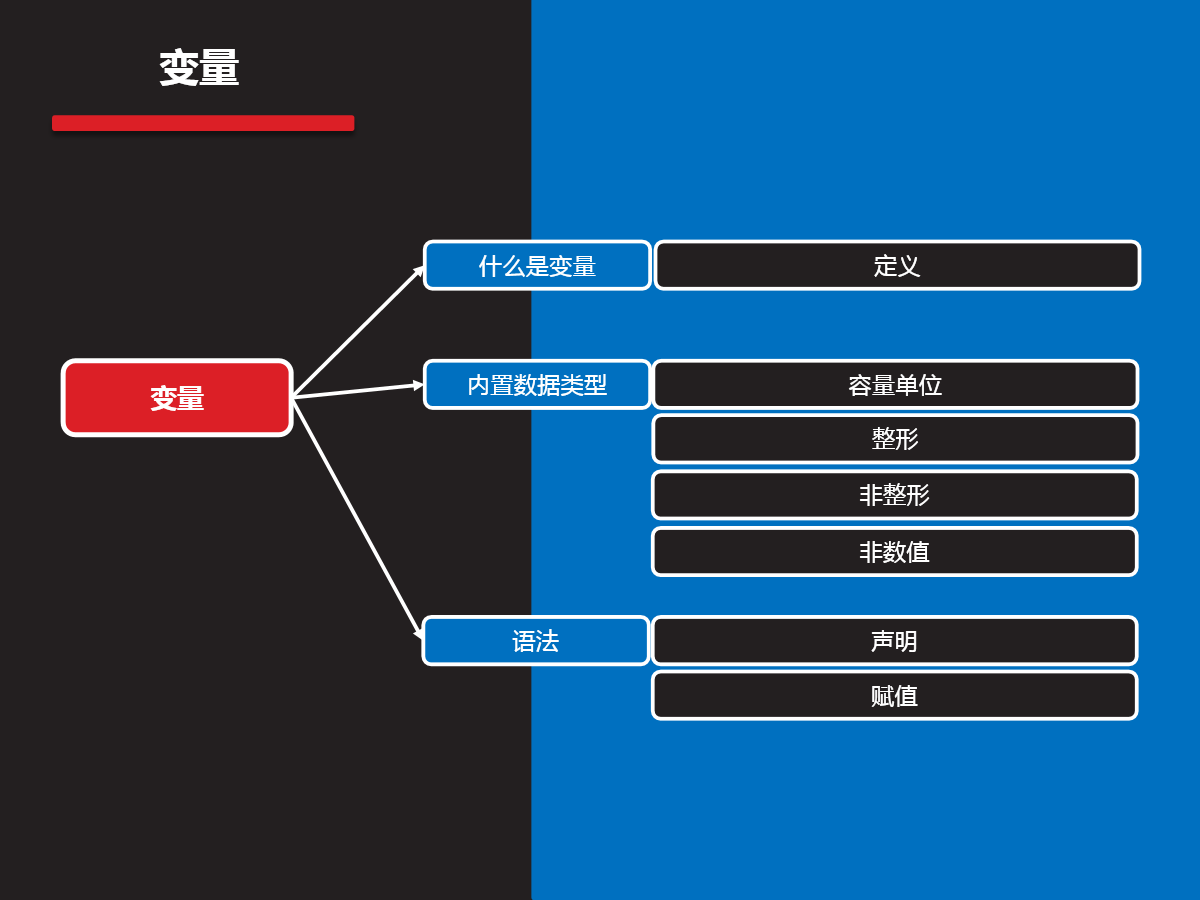 变量
变量
什么是变量
定义
内置数据类型
容量单位
整形
非整形
非数值
语法
声明
赋值